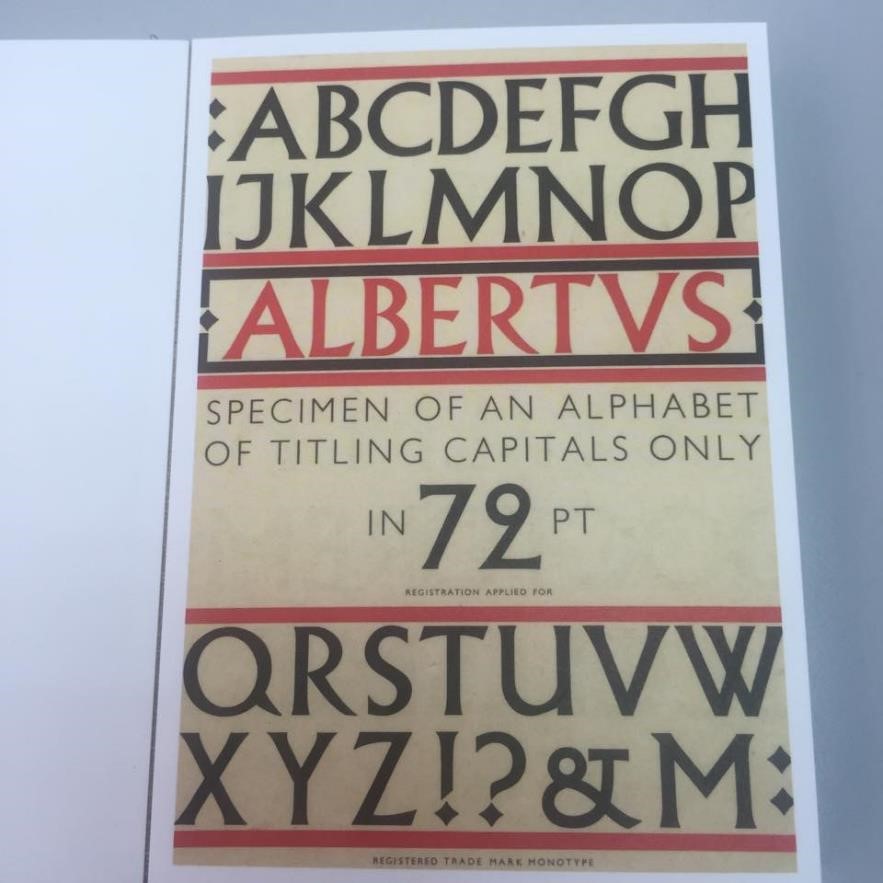 :ABCDEFGH
IJKLMNOP
ALBERTVS
SPECIMEN OF AN ALPHABET
OF TITLING CAPITALS ONLY
IN 72 PT
REGISTRATION APPLIED FOR
QRSTUVW
XYZ!?&M:
REGISTERED TRADE MARK MONOTYPE